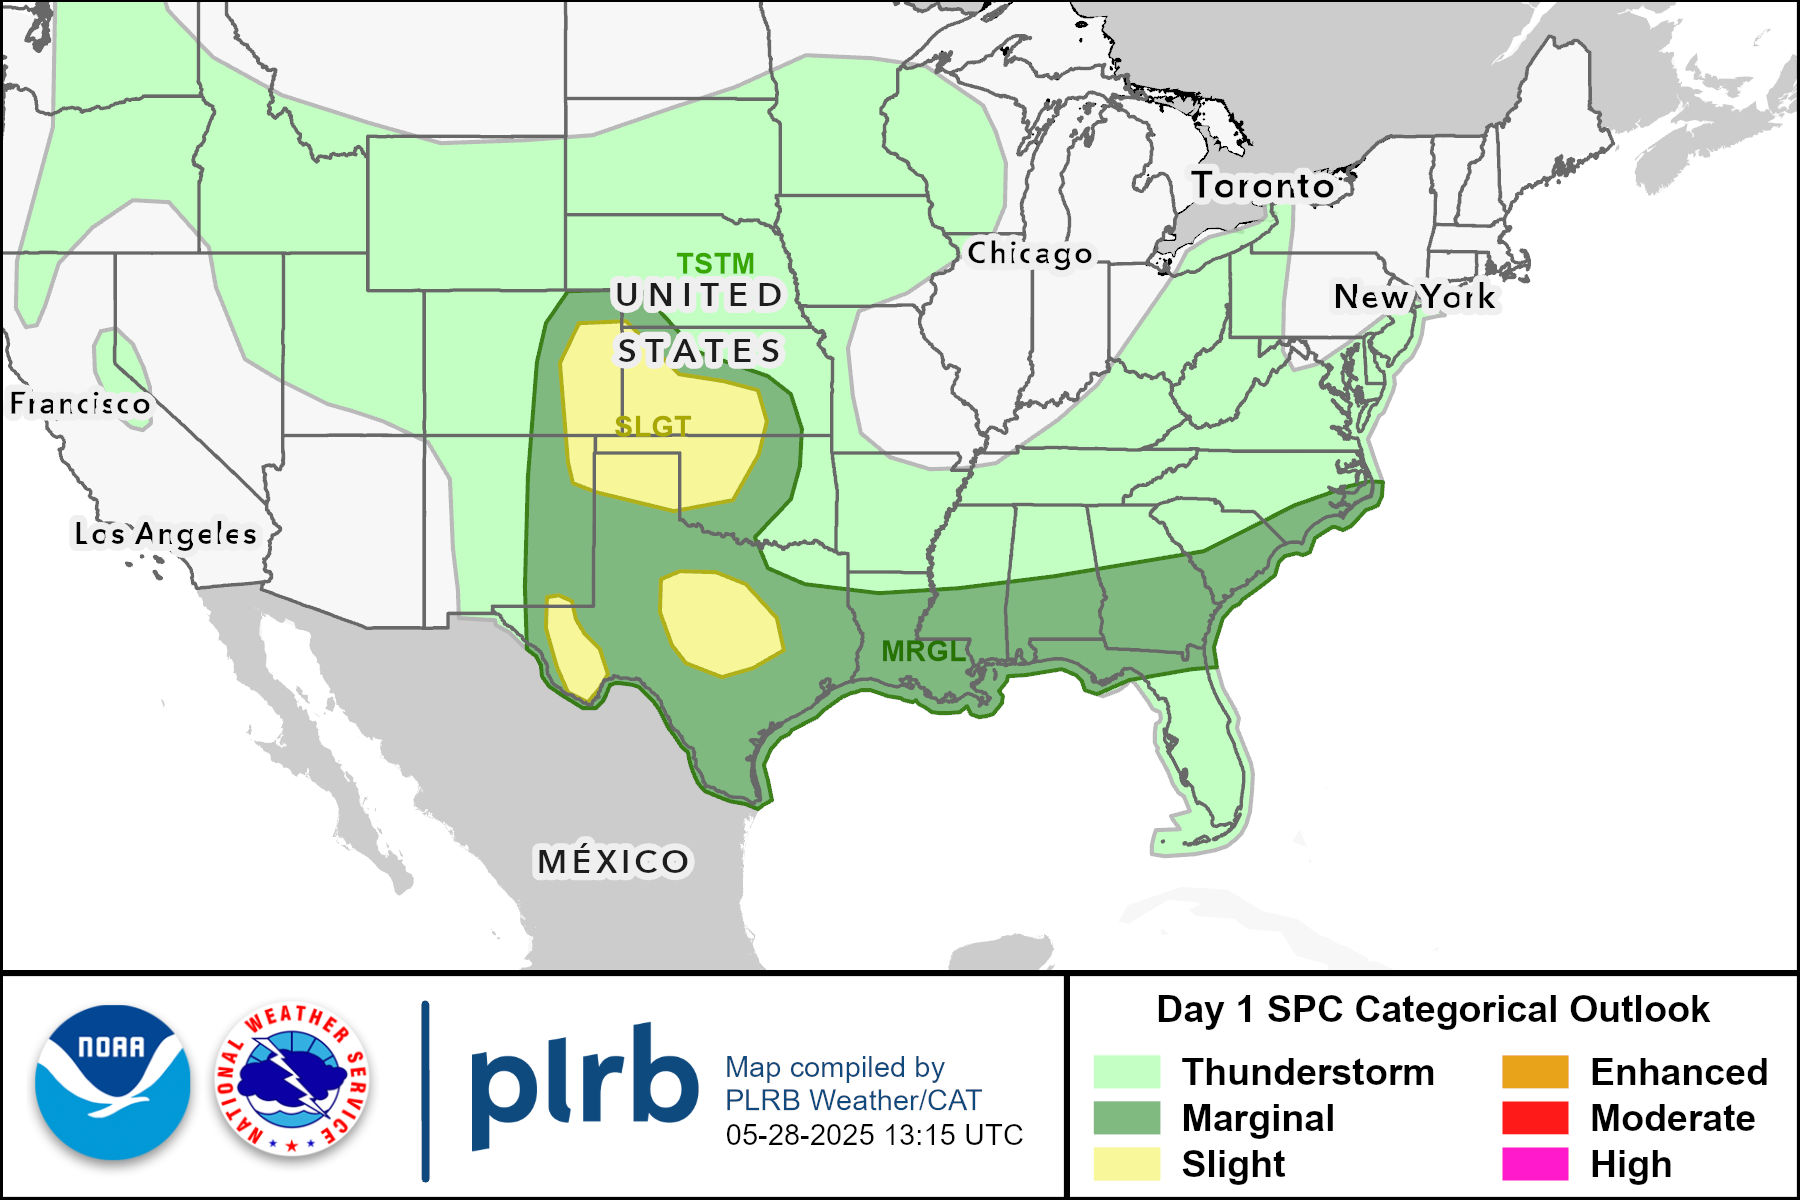 Toronto
Chicago
TSTM
UNITED
New York
STATES
Francisco
SLGT
Los Angeles
MRGL
MÉXICO
NOAA
NATIONAL WEATHER SERVICE
plrb
Map compiled by
PLRB Weather/CAT
05-28-2025 13:15 UTC
Day 1 SPC Categorical Outlook
Thunderstorm
Enhanced
Marginal
Moderate
Slight
High